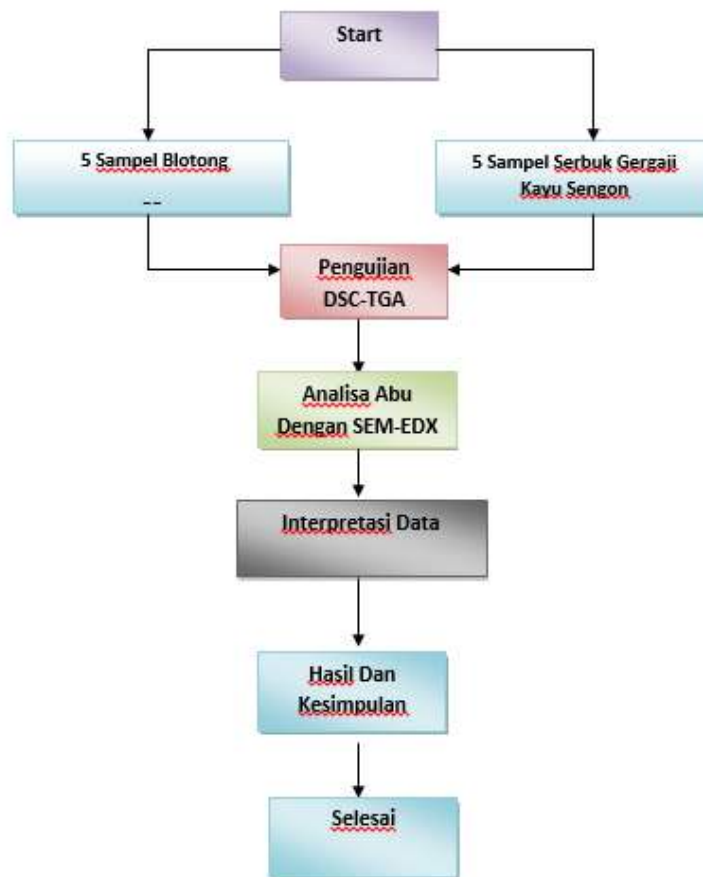 Start
5 Sampel Blotong
--
5 Sampel Serbuk Gergaji
Kayu Sengon
Pengujian
DSC-TGA
Analisa Abu
Dengan SEM-EDX
Interpretasi Data
Hasil Dan
Kesimpulan
Selesai